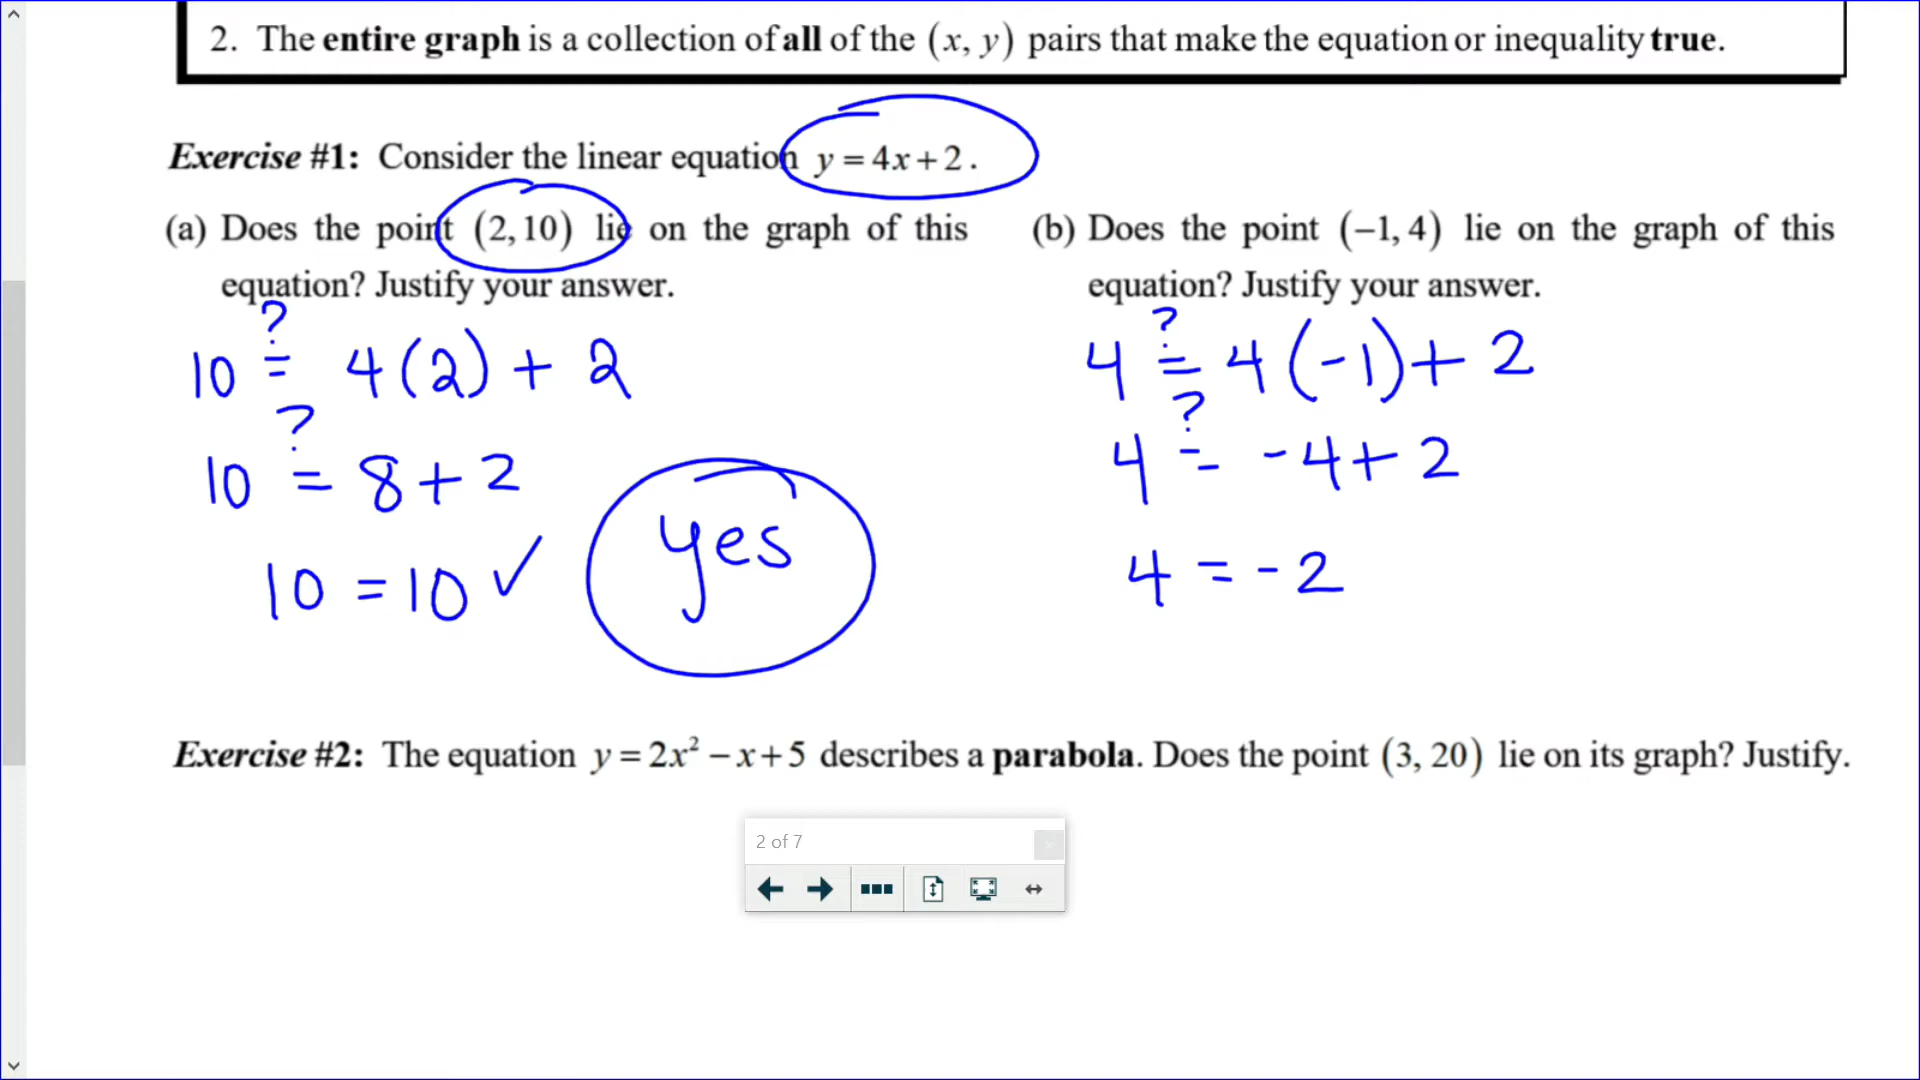 2. The entire graph is a collection of all of the (x, y) pairs that make the equation or inequality true.
Exercise #1: Consider the linear equation y = 4x + 2.
(a) Does the point (2, 10) lie on the graph of this
equation? Justify your answer.
10 ≟ 4(2) + 2
10 ≟ 8 + 2
10 = 10 ✓
yes
(b) Does the point (−1, 4) lie on the graph of this
equation? Justify your answer.
4 ≟ 4(-1) + 2
4 ≟ -4 + 2
4 = -2
Exercise #2: The equation y = 2x² − x + 5 describes a parabola. Does the point (3, 20) lie on its graph? Justify.
2 of 7